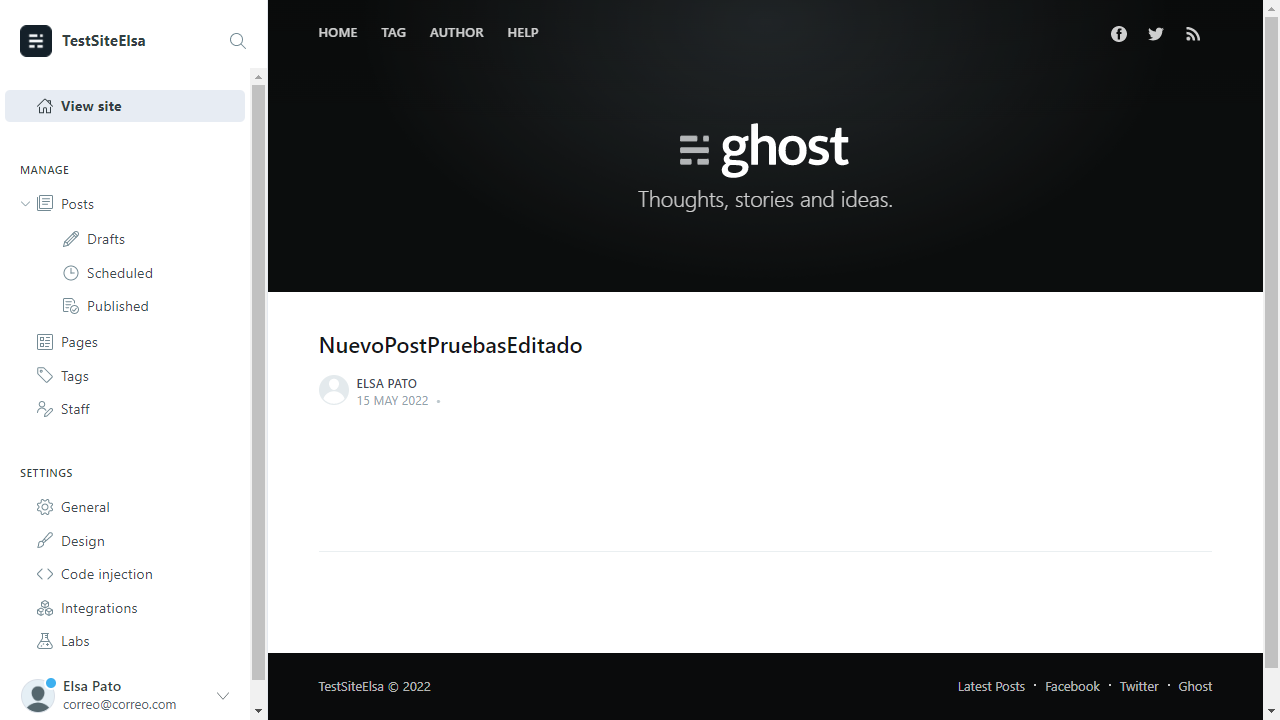 TestSiteElsa
View site
MANAGE
Posts
Drafts
Scheduled
Published
Pages
Tags
Staff
SETTINGS
General
Design
Code injection
Integrations
Labs
Elsa Pato
correo@correo.com
HOME TAG AUTHOR HELP
ghost
Thoughts, stories and ideas.
NuevoPostPruebasEditado
ELSA PATO
15 MAY 2022 •
TestSiteElsa © 2022
Latest Posts · Facebook · Twitter · Ghost